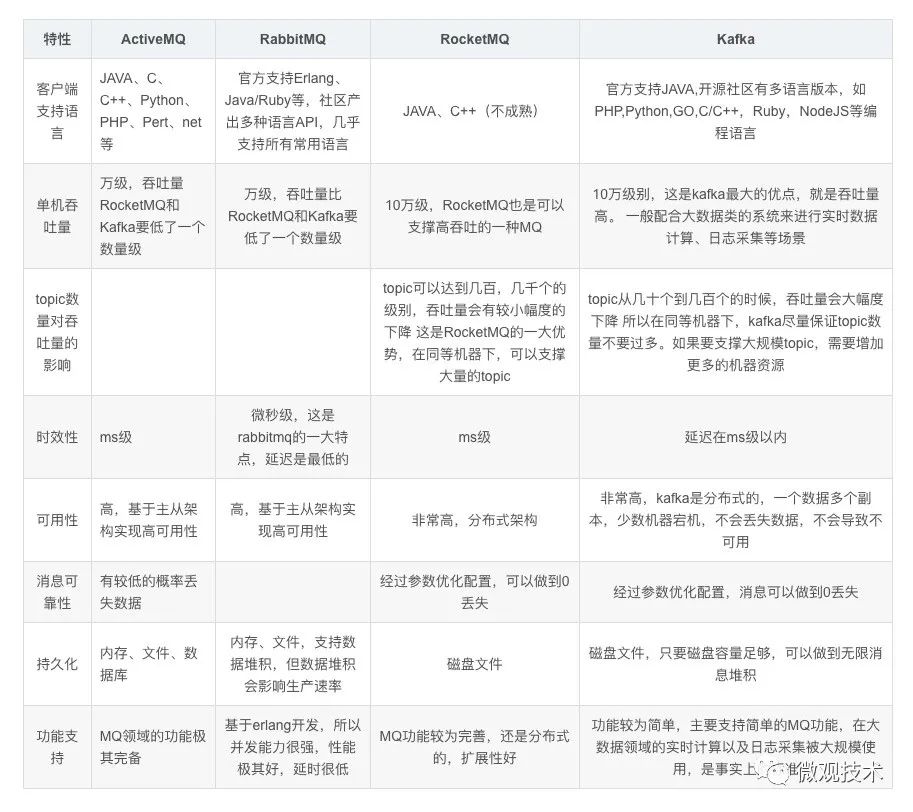 特性 ActiveMQ RabbitMQ RocketMQ Kafka
客户端
支持语
言
JAVA、C、
C++、Python、
PHP、Pert、net
等
官方支持Erlang、
Java/Ruby等，社区产
出多种语言API，几乎
支持所有常用语言
JAVA、C++（不成熟）
官方支持JAVA,开源社区有多语言版本，如
PHP,Python,GO,C/C++，Ruby，NodeJS等编
程语言
单机吞
吐量
万级，吞吐量
RocketMQ和
Kafka要低了一个
数量级
万级，吞吐量比
RocketMQ和Kafka要
低了一个数量级
10万级，RocketMQ也是可以
支撑高吞吐的一种MQ
10万级别，这是kafka最大的优点，就是吞吐量
高。 一般配合大数据类的系统来进行实时数据
计算、日志采集等场景
topic数
量对吞
吐量的
影响
topic可以达到几百，几千个的
级别，吞吐量会有较小幅度的
下降 这是RocketMQ的一大优
势，在同等机器下，可以支撑
大量的topic
topic从几十个到几百个的时候，吞吐量会大幅度
下降 所以在同等机器下，kafka尽量保证topic数
量不要过多。如果要支撑大规模topic，需要增加
更多的机器资源
时效性
ms级
微秒级，这是
rabbitmq的一大特
点，延迟是最低的
ms级
延迟在ms级以内
可用性
高，基于主从架
构实现高可用性
高，基于主从架构实
现高可用性
非常高，分布式架构
非常高，kafka是分布式的，一个数据多个副
本，少数机器宕机，不会丢失数据，不会导致不
可用
消息可
靠性
有较低的概率丢
失数据
经过参数优化配置，可以做到0
丢失
经过参数优化配置，消息可以做到0丢失
持久化
内存、文件、数
据库
内存、文件，支持数
据堆积，但数据堆积
会影响生产速率
磁盘文件
磁盘文件，只要磁盘容量足够，可以做到无限消
息堆积
功能支
持
MQ领域的功能极
其完备
基于erlang开发，所以
并发能力很强，性能
极其好，延时很低
MQ功能较为完善，还是分布式
的，扩展性好
功能较为简单，主要支持简单的MQ功能，在大
数据领域的实时计算以及日志采集被大规模使
用，是事实上
微观技术